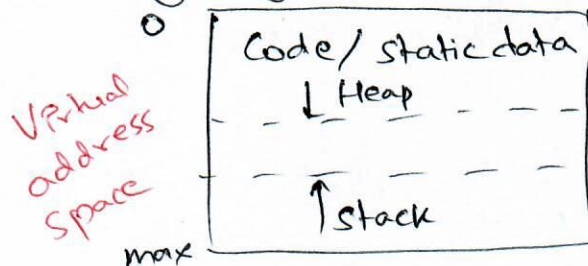 0
Code/ static data
↓ Heap
Virtual
address
space
↑ Stack
max